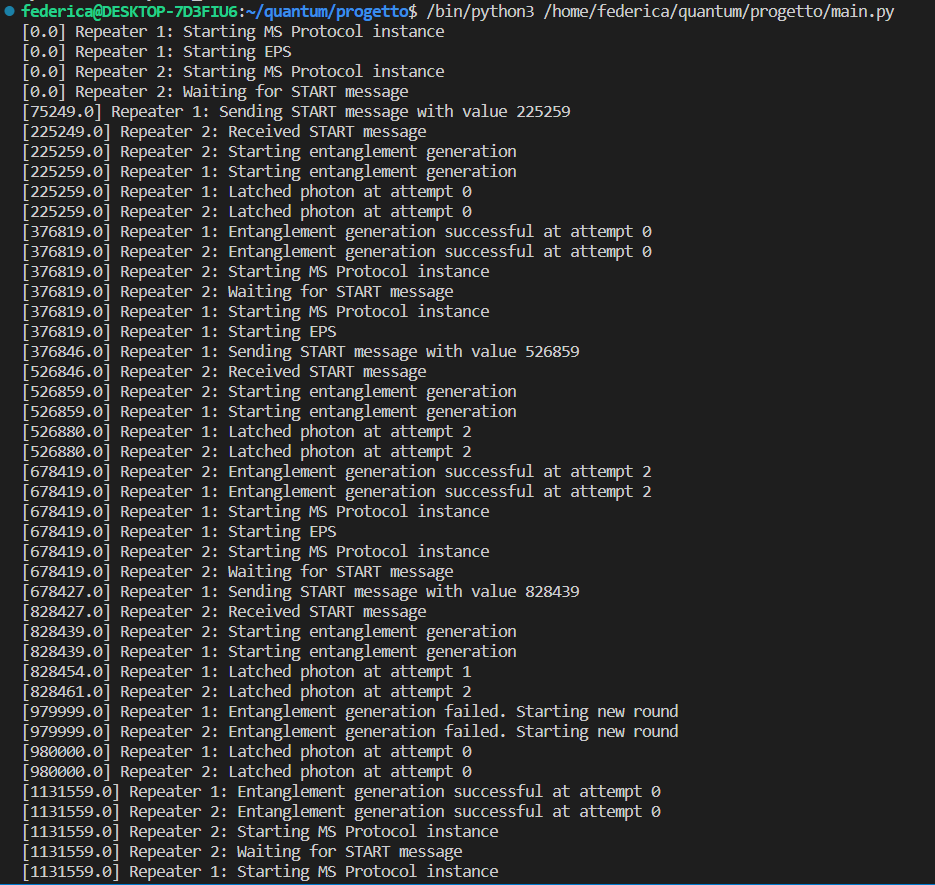 federica@DESKTOP-7D3FIU6:~/quantum/progetto$ /bin/python3 /home/federica/quantum/progetto/main.py
[0.0] Repeater 1: Starting MS Protocol instance
[0.0] Repeater 1: Starting EPS
[0.0] Repeater 2: Starting MS Protocol instance
[0.0] Repeater 2: Waiting for START message
[75249.0] Repeater 1: Sending START message with value 225259
[225249.0] Repeater 2: Received START message
[225259.0] Repeater 2: Starting entanglement generation
[225259.0] Repeater 1: Starting entanglement generation
[225259.0] Repeater 1: Latched photon at attempt 0
[225259.0] Repeater 2: Latched photon at attempt 0
[376819.0] Repeater 1: Entanglement generation successful at attempt 0
[376819.0] Repeater 2: Entanglement generation successful at attempt 0
[376819.0] Repeater 2: Starting MS Protocol instance
[376819.0] Repeater 2: Waiting for START message
[376819.0] Repeater 1: Starting MS Protocol instance
[376819.0] Repeater 1: Starting EPS
[376846.0] Repeater 1: Sending START message with value 526859
[526846.0] Repeater 2: Received START message
[526859.0] Repeater 2: Starting entanglement generation
[526859.0] Repeater 1: Starting entanglement generation
[526880.0] Repeater 1: Latched photon at attempt 2
[526880.0] Repeater 2: Latched photon at attempt 2
[678419.0] Repeater 2: Entanglement generation successful at attempt 2
[678419.0] Repeater 1: Entanglement generation successful at attempt 2
[678419.0] Repeater 1: Starting MS Protocol instance
[678419.0] Repeater 1: Starting EPS
[678419.0] Repeater 2: Starting MS Protocol instance
[678419.0] Repeater 2: Waiting for START message
[678427.0] Repeater 1: Sending START message with value 828439
[828427.0] Repeater 2: Received START message
[828439.0] Repeater 2: Starting entanglement generation
[828439.0] Repeater 1: Starting entanglement generation
[828454.0] Repeater 1: Latched photon at attempt 1
[828461.0] Repeater 2: Latched photon at attempt 2
[979999.0] Repeater 1: Entanglement generation failed. Starting new round
[979999.0] Repeater 2: Entanglement generation failed. Starting new round
[980000.0] Repeater 1: Latched photon at attempt 0
[980000.0] Repeater 2: Latched photon at attempt 0
[1131559.0] Repeater 1: Entanglement generation successful at attempt 0
[1131559.0] Repeater 2: Entanglement generation successful at attempt 0
[1131559.0] Repeater 2: Starting MS Protocol instance
[1131559.0] Repeater 2: Waiting for START message
[1131559.0] Repeater 1: Starting MS Protocol instance